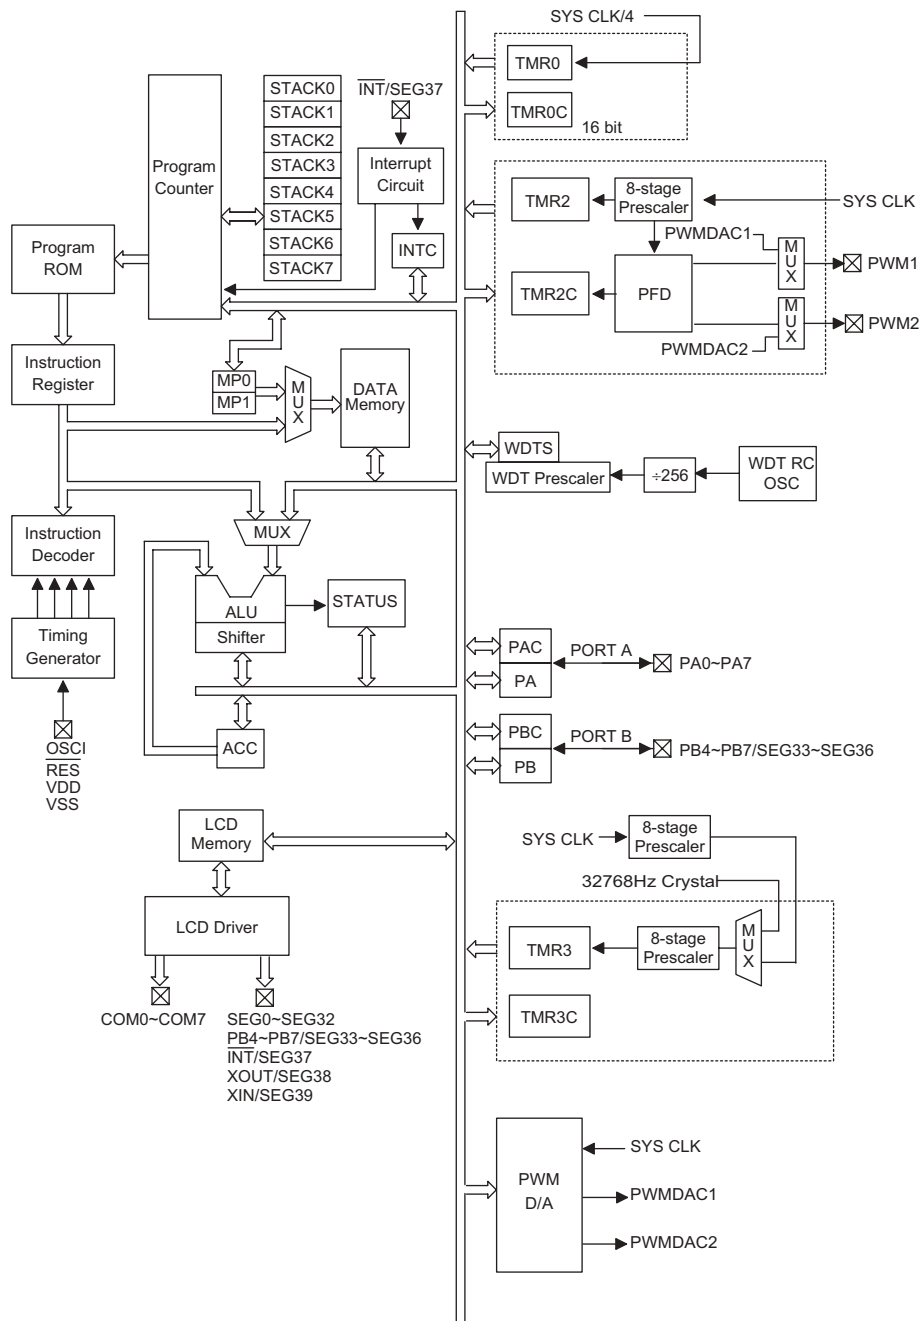 SYS CLK/4
TMR0
TMR0C
16 bit
STACK0
STACK1
STACK2
STACK3
STACK4
STACK5
STACK6
STACK7
INT/SEG37
Program
Counter
Interrupt
Circuit
INTC
Program
ROM
TMR2
8-stage
Prescaler
SYS CLK
PWMDAC1
MUX
PWM1
TMR2C
PFD
MUX
PWM2
PWMDAC2
Instruction
Register
MP0
MP1
MUX
DATA
Memory
WDTS
WDT Prescaler
÷256
WDT RC
OSC
Instruction
Decoder
MUX
ALU
Shifter
STATUS
Timing
Generator
OSCI
RES
VDD
VSS
ACC
PAC
PA
PORT A
PA0~PA7
PBC
PB
PORT B
PB4~PB7/SEG33~SEG36
LCD
Memory
LCD Driver
COM0~COM7
SEG0~SEG32
PB4~PB7/SEG33~SEG36
INT/SEG37
XOUT/SEG38
XIN/SEG39
SYS CLK
8-stage
Prescaler
32768Hz Crystal
TMR3
8-stage
Prescaler
MUX
TMR3C
PWM
D/A
SYS CLK
PWMDAC1
PWMDAC2